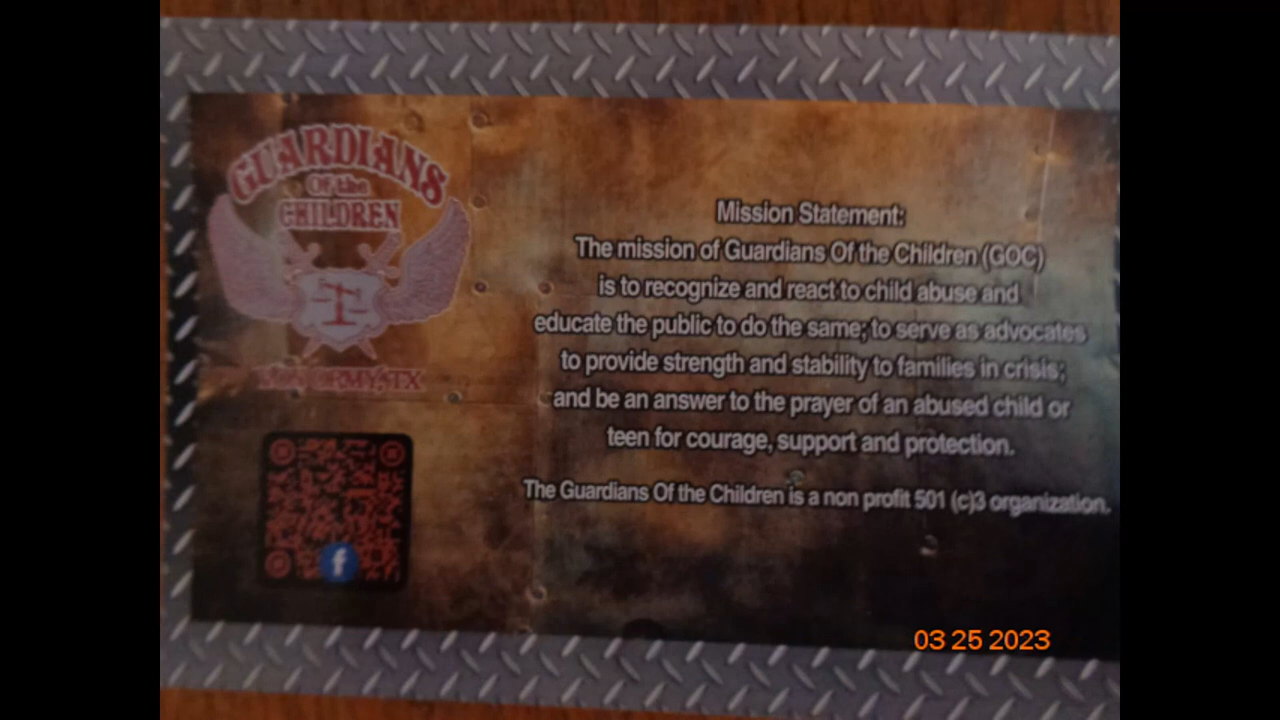 GUARDIANS
Of the
CHILDREN
TX
Mission Statement:
The mission of Guardians Of the Children (GOC)
is to recognize and react to child abuse and
educate the public to do the same; to serve as advocates
to provide strength and stability to families in crisis;
and be an answer to the prayer of an abused child or
teen for courage, support and protection.
The Guardians Of the Children is a non profit 501 (c)3 organization.
f
03 25 2023